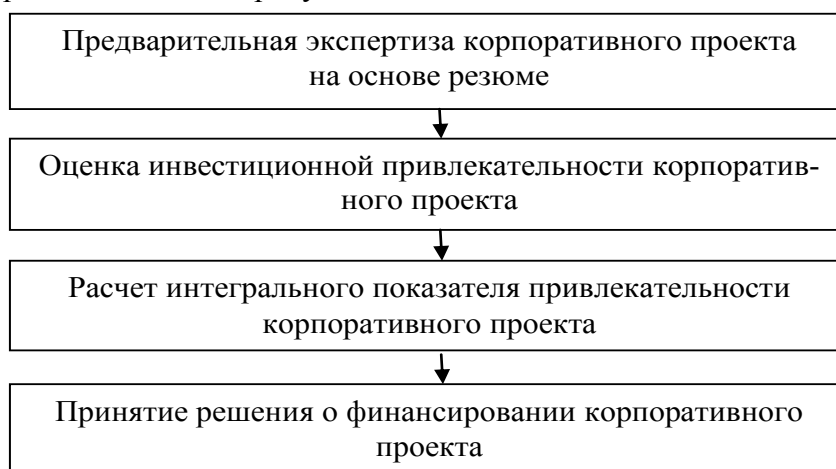 Предварительная экспертиза корпоративного проекта
на основе резюме
Оценка инвестиционной привлекательности корпоратив-
ного проекта
Расчет интегрального показателя привлекательности
корпоративного проекта
Принятие решения о финансировании корпоративного
проекта